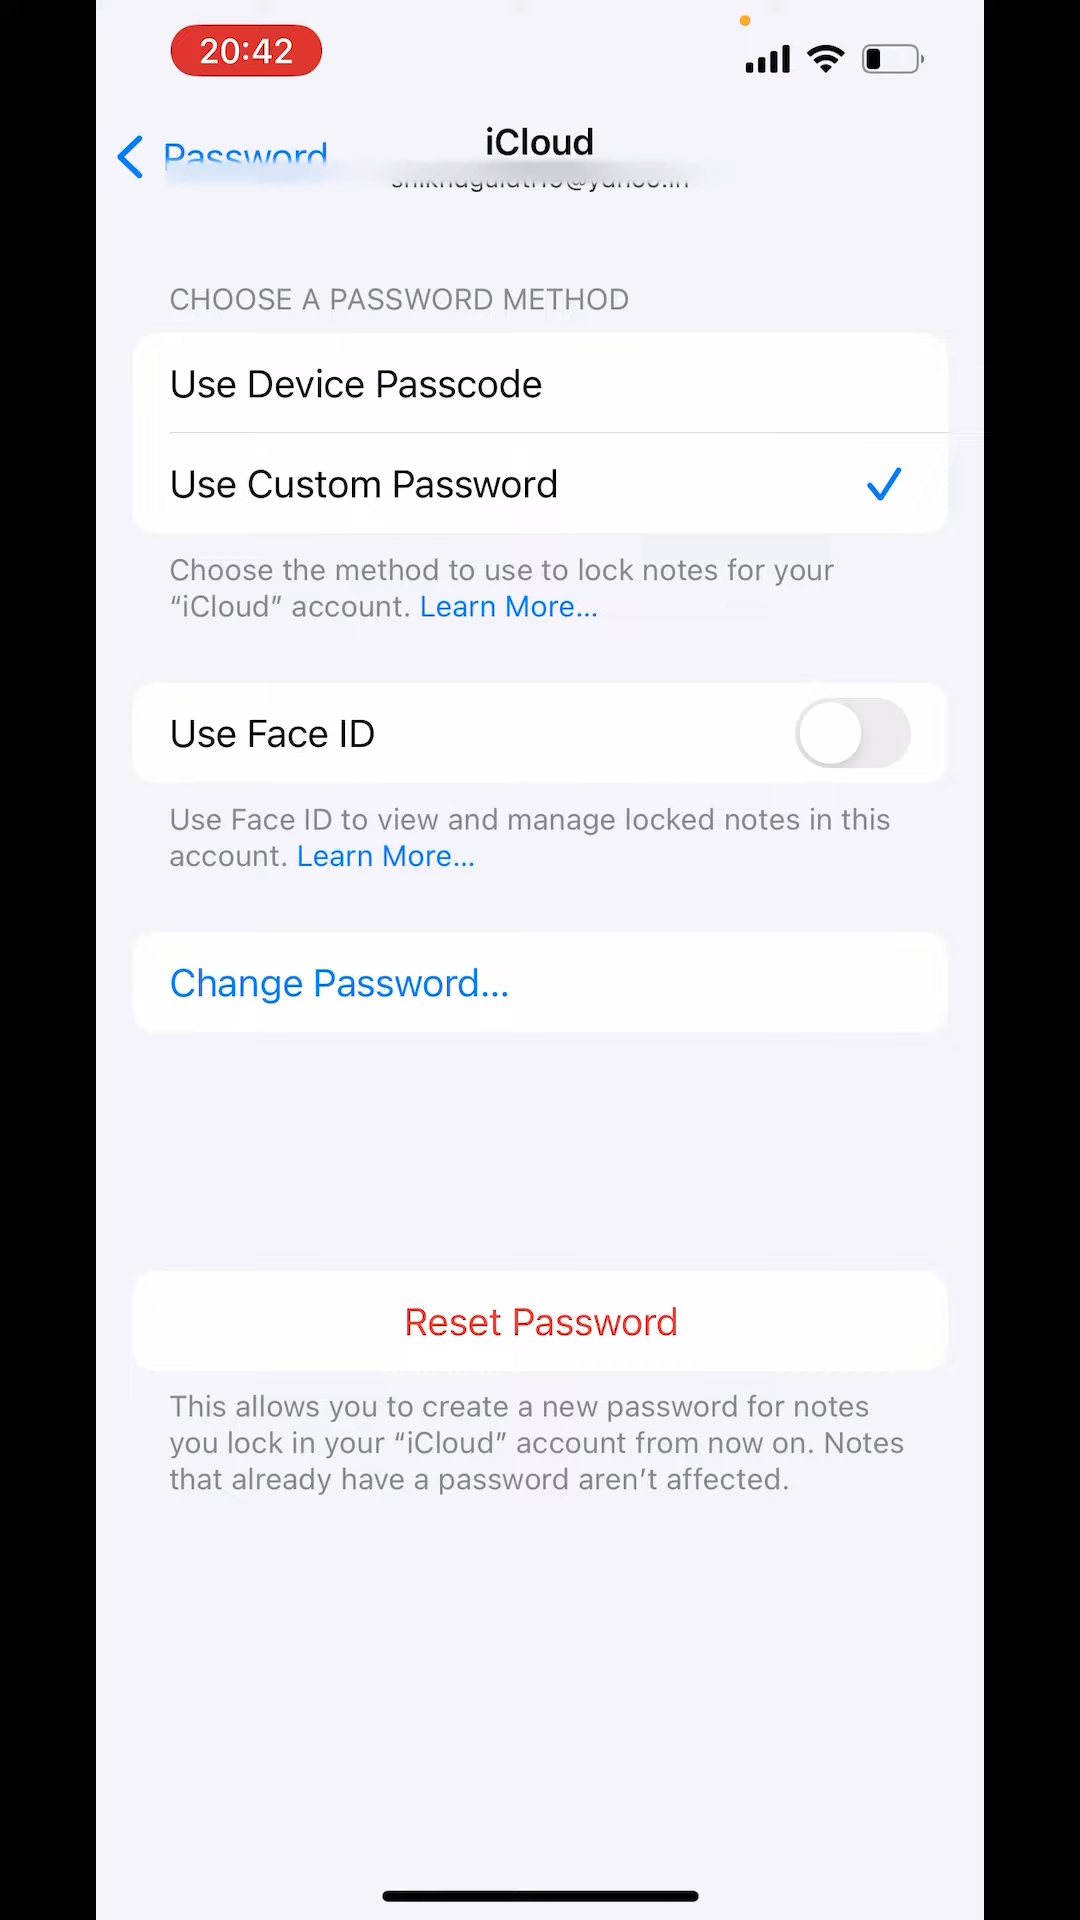 20:42
Password
iCloud
CHOOSE A PASSWORD METHOD
Use Device Passcode
Use Custom Password
Choose the method to use to lock notes for your
“iCloud” account. Learn More...
Use Face ID
Use Face ID to view and manage locked notes in this
account. Learn More...
Change Password...
Reset Password
This allows you to create a new password for notes
you lock in your “iCloud” account from now on. Notes
that already have a password aren’t affected.